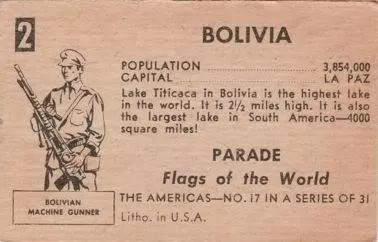 2
BOLIVIA
POPULATION 3,854,000
CAPITAL LA PAZ
Lake Titicaca in Bolivia is the highest lake
in the world. It is 2½ miles high. It is also
the largest lake in South America—4000
square miles!
PARADE
Flags of the World
THE AMERICAS—NO. 17 IN A SERIES OF 31
Litho. in U.S.A.
BOLIVIAN
MACHINE GUNNER